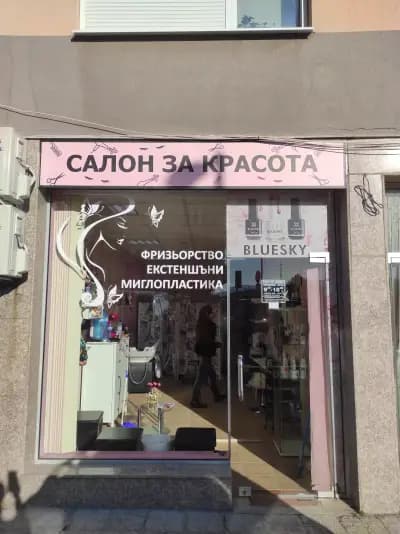 САЛОН ЗА КРАСОТА
BLUESKY
ФРИЗЬОРСТВО
ЕКСТЕНШЪНИ
МИГЛОПЛАСТИКА